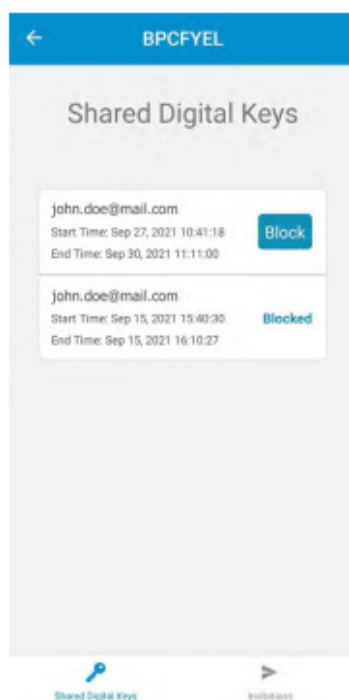 BPCFYEL
Shared Digital Keys
john.doe@mail.com
Start Time: Sep 27, 2021 10:41:18
End Time: Sep 30, 2021 11:11:00
Block
john.doe@mail.com
Start Time: Sep 15, 2021 15:40:30
End Time: Sep 15, 2021 16:10:27
Blocked
Shared Digital Keys
Invitations